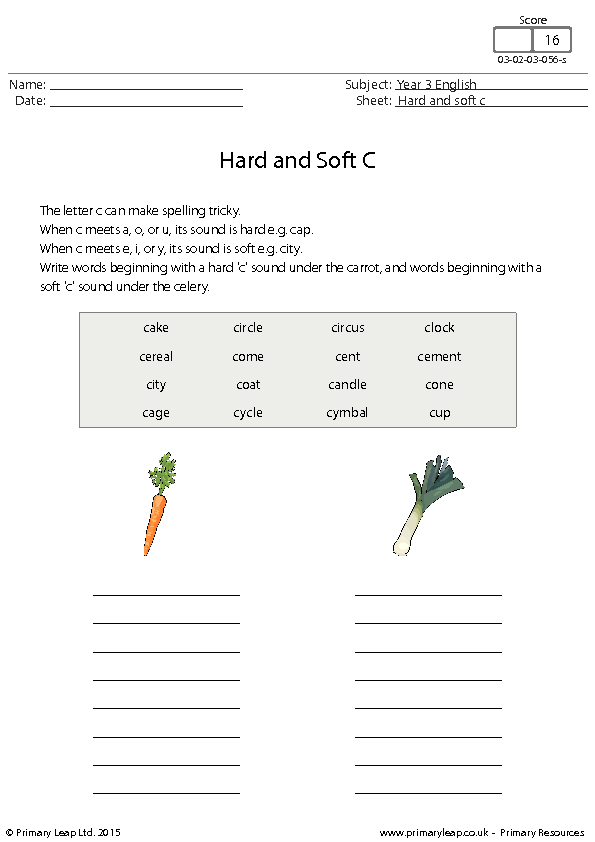 Score
16
03-02-03-056-s
Name: Subject: Year 3 English
Date: Sheet: Hard and soft c
Hard and Soft C
The letter c can make spelling tricky.
When c meets a, o, or u, its sound is hard e.g. cap.
When c meets e, i, or y, its sound is soft e.g. city.
Write words beginning with a hard 'c' sound under the carrot, and words beginning with a
soft 'c' sound under the celery.
cake circle circus clock
cereal come cent cement
city coat candle cone
cage cycle cymbal cup
© Primary Leap Ltd. 2015 www.primaryleap.co.uk - Primary Resources